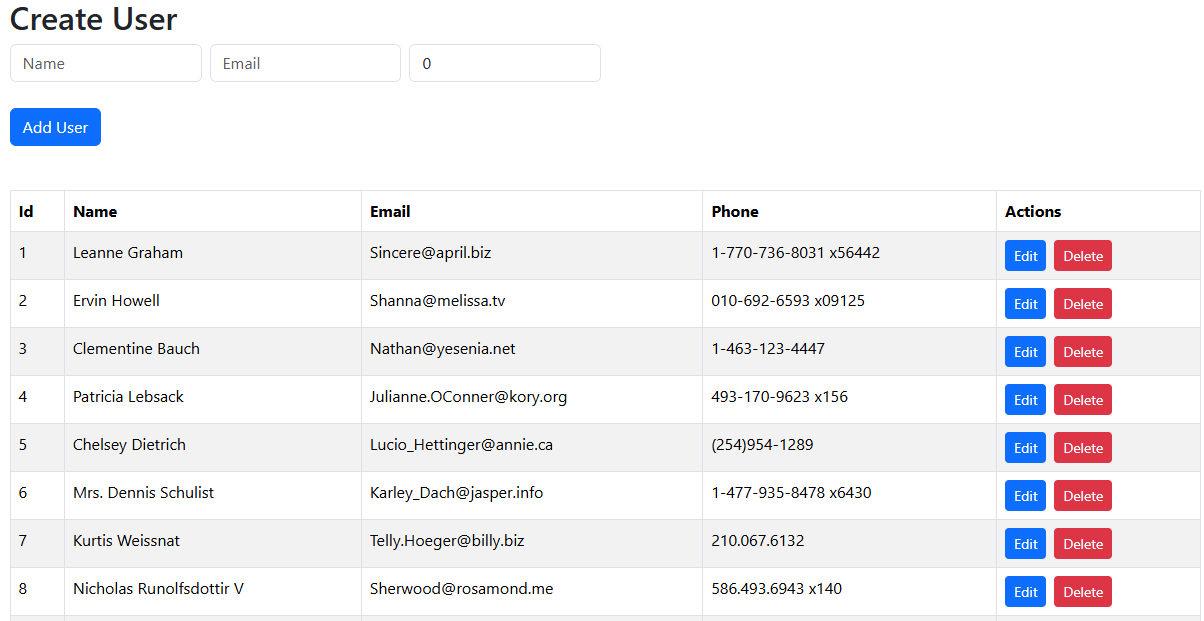 Create User
Name Email 0
Add User
Id Name Email Phone Actions
1 Leanne Graham Sincere@april.biz 1-770-736-8031 x56442 Edit Delete
2 Ervin Howell Shanna@melissa.tv 010-692-6593 x09125 Edit Delete
3 Clementine Bauch Nathan@yesenia.net 1-463-123-4447 Edit Delete
4 Patricia Lebsack Julianne.OConner@kory.org 493-170-9623 x156 Edit Delete
5 Chelsey Dietrich Lucio_Hettinger@annie.ca (254)954-1289 Edit Delete
6 Mrs. Dennis Schulist Karley_Dach@jasper.info 1-477-935-8478 x6430 Edit Delete
7 Kurtis Weissnat Telly.Hoeger@billy.biz 210.067.6132 Edit Delete
8 Nicholas Runolfsdottir V Sherwood@rosamond.me 586.493.6943 x140 Edit Delete